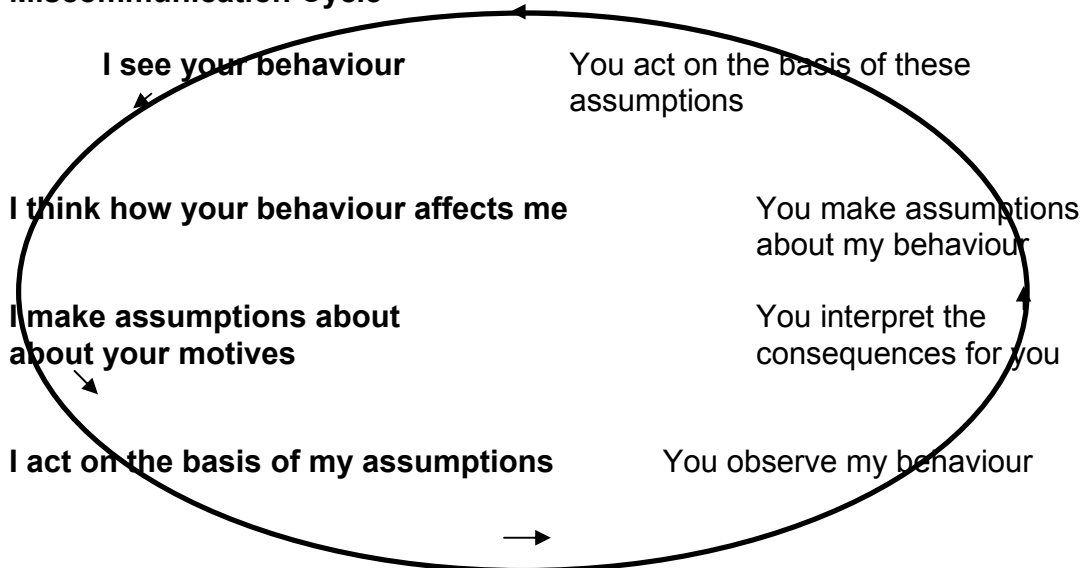 Miscommunication Cycle
I see your behaviour
You act on the basis of these
assumptions
I think how your behaviour affects me
You make assumptions
about my behaviour
I make assumptions about
about your motives
You interpret the
consequences for you
I act on the basis of my assumptions
You observe my behaviour